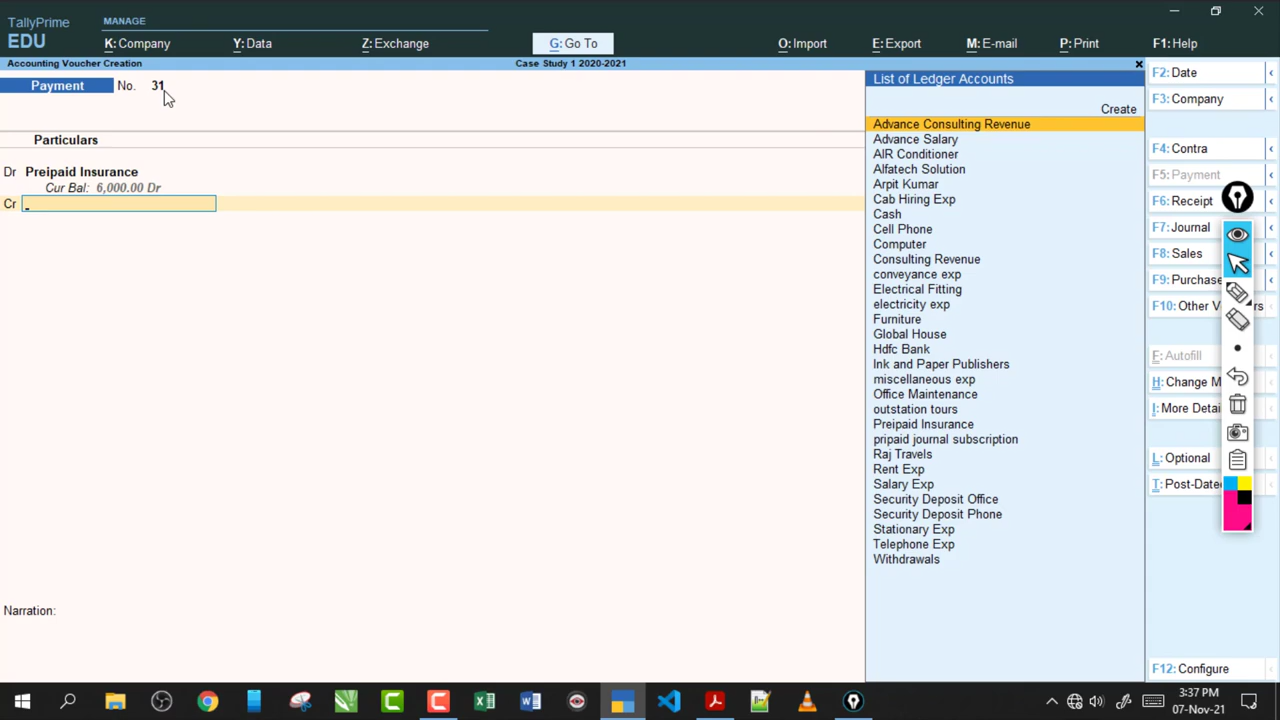 TallyPrime
MANAGE
EDU
K: Company
Y: Data
Z: Exchange
G: Go To
O: Import
E: Export
M: E-mail
P: Print
F1: Help
Accounting Voucher Creation
Case Study 1 2020-2021
Payment No. 31
Particulars
Dr Preipaid Insurance
Cur Bal: 6,000.00 Dr
Cr
Narration:
List of Ledger Accounts
Create
Advance Consulting Revenue
Advance Salary
AIR Conditioner
Alfatech Solution
Arpit Kumar
Cab Hiring Exp
Cash
Cell Phone
Computer
Consulting Revenue
conveyance exp
Electrical Fitting
electricity exp
Furniture
Global House
Hdfc Bank
Ink and Paper Publishers
miscellaneous exp
Office Maintenance
outstation tours
Preipaid Insurance
pripaid journal subscription
Raj Travels
Rent Exp
Salary Exp
Security Deposit Office
Security Deposit Phone
Stationary Exp
Telephone Exp
Withdrawals
F2: Date
F3: Company
F4: Contra
F5: Payment
F6: Receipt
F7: Journal
F8: Sales
F9: Purchase
F10: Other V rs
F: Autofill
H: Change M
I: More Detai
L: Optional
T: Post-Date
F12: Configure
3:37 PM
07-Nov-21